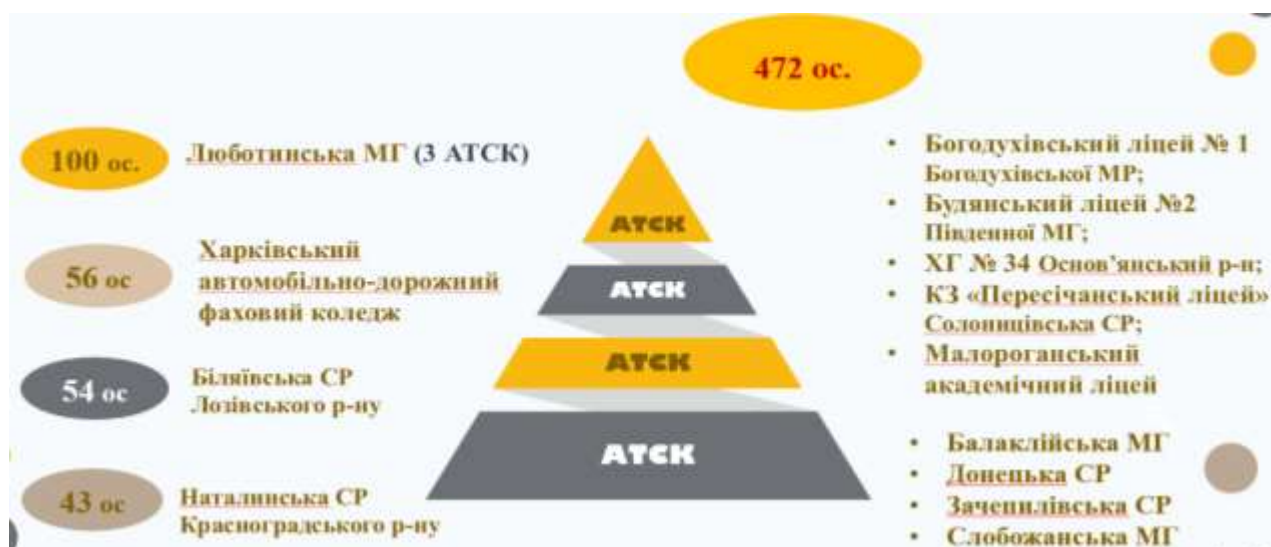 472 ос.
100 ос.
Люботинська МГ (3 АТСК)
56 ос
Харківський
автомобільно-дорожний
фаховий коледж
54 ос
Біляївська СР
Лозівського р-ну
43 ос
Наталинська СР
Красноградського р-ну
АТСК
АТСК
АТСК
АТСК
• Богодухівський ліцей № 1
Богодухівської МР;
• Будянський ліцей №2
Південної МГ;
• ХГ № 34 Основ’янський р-н;
• КЗ «Пересічанський ліцей»
Солоницівська СР;
• Малороганський
академічний ліцей
• Балаклійська МГ
• Донецька СР
• Зачепилівська СР
• Слобожанська МГ